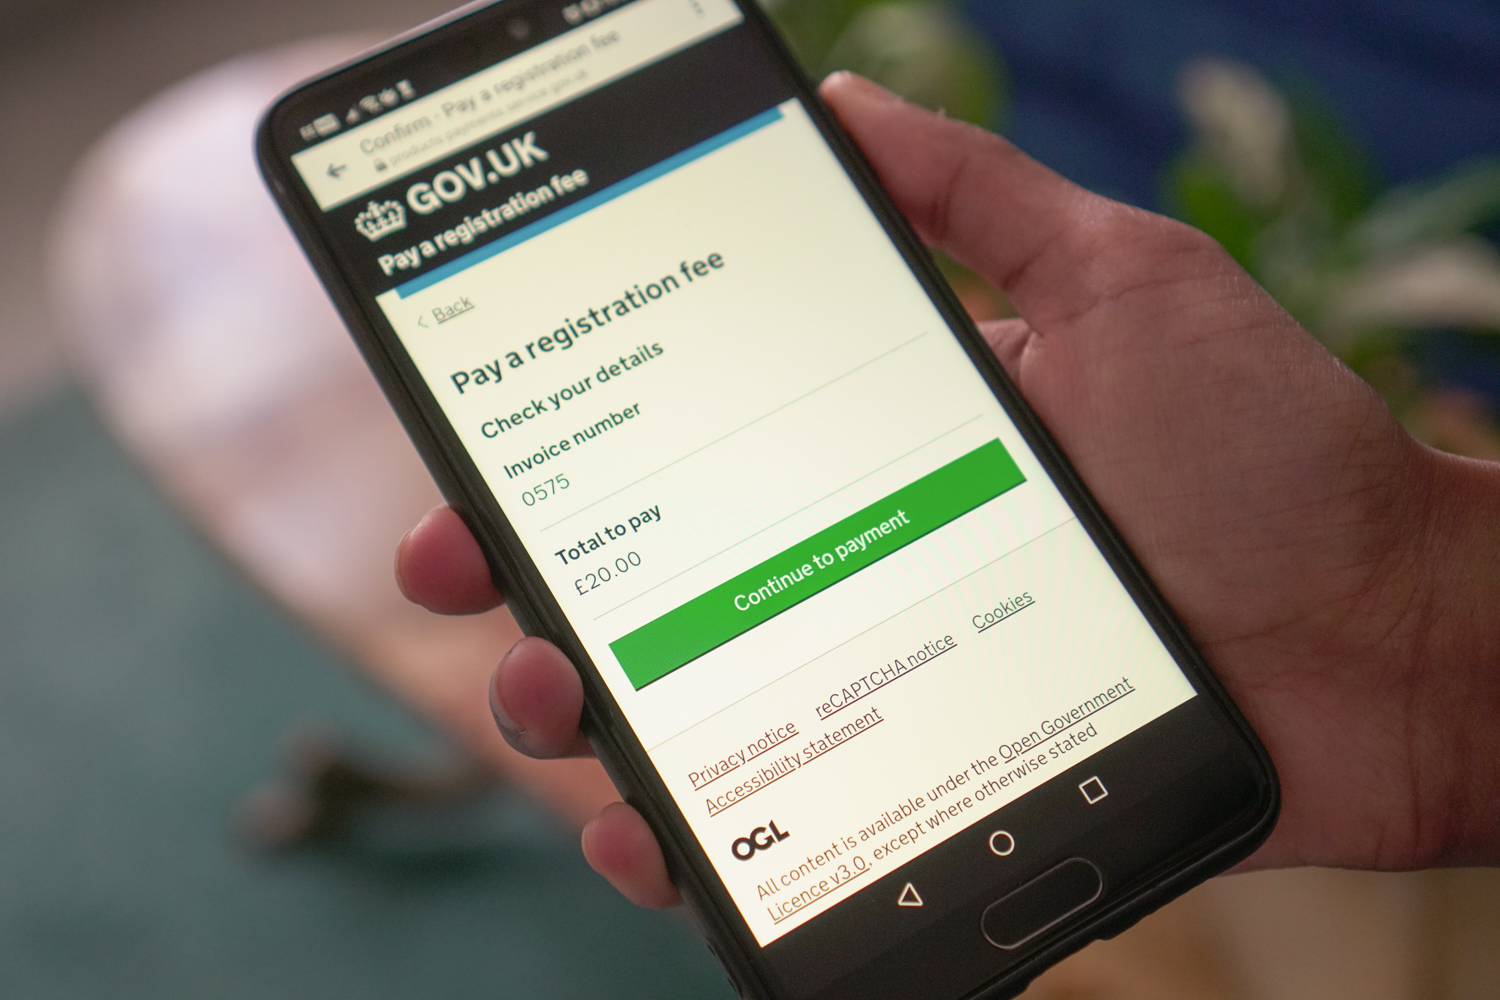 Confirm - Pay a registration fee
products.payments.service.gov.uk
GOV.UK
Pay a registration fee
Back
Pay a registration fee
Check your details
Invoice number
0575
Total to pay
£20.00
Continue to payment
Privacy notice reCAPTCHA notice Cookies
Accessibility statement
OGL
All content is available under the Open Government
Licence v3.0, except where otherwise stated